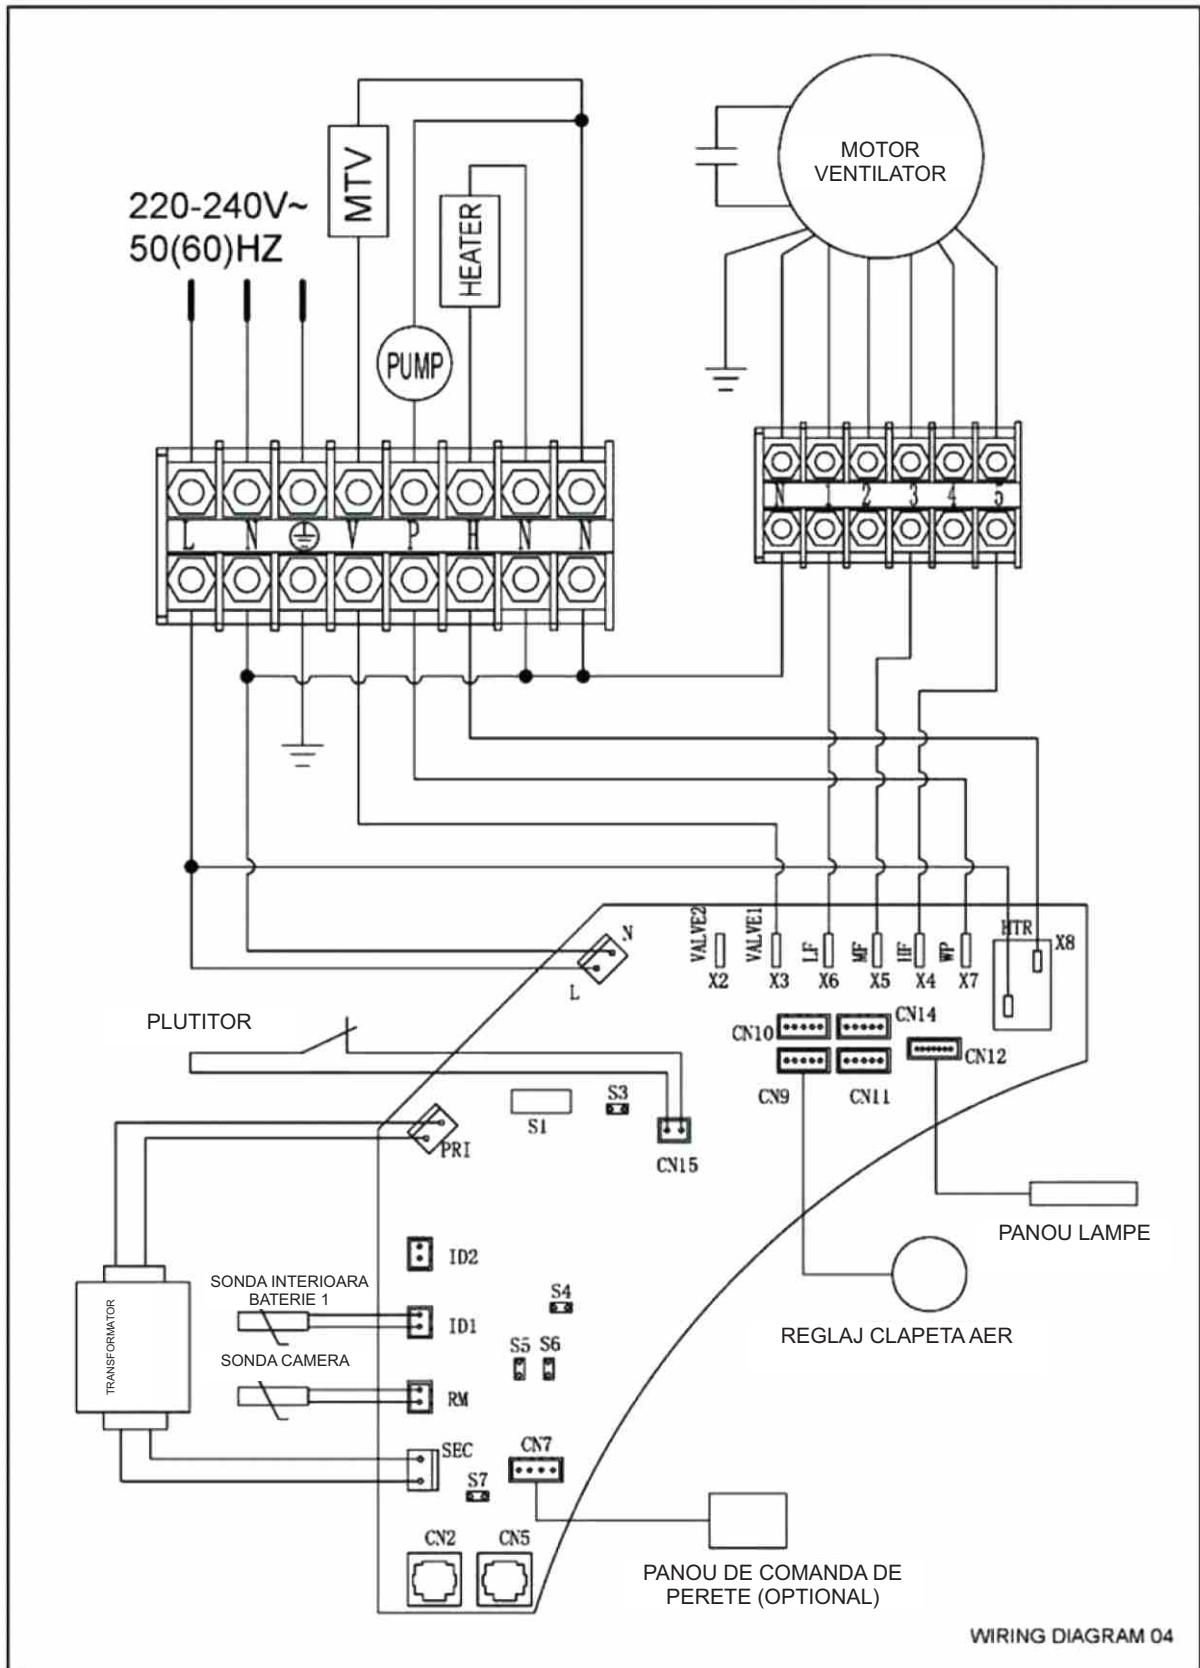 MOTOR
VENTILATOR
MTV
220-240V~
50(60)HZ
HEATER
PUMP
L N V P H N N
N 1 2 3 4 5
VALVE2
VALVE1
LF
MF
HF
WP
HTR
X8
X2 X3 X6 X5 X4 X7
N
L
PLUTITOR
CN10
CN14
CN12
CN9
CN11
S1
S3
CN15
PRI
PANOU LAMPE
ID2
SONDA INTERIOARA
BATERIE 1
ID1
S4
REGLAJ CLAPETA AER
TRANSFORMATOR
SONDA CAMERA
RM
S5 S6
SEC
CN7
S7
CN2 CN5
PANOU DE COMANDA DE
PERETE (OPTIONAL)
WIRING DIAGRAM 04